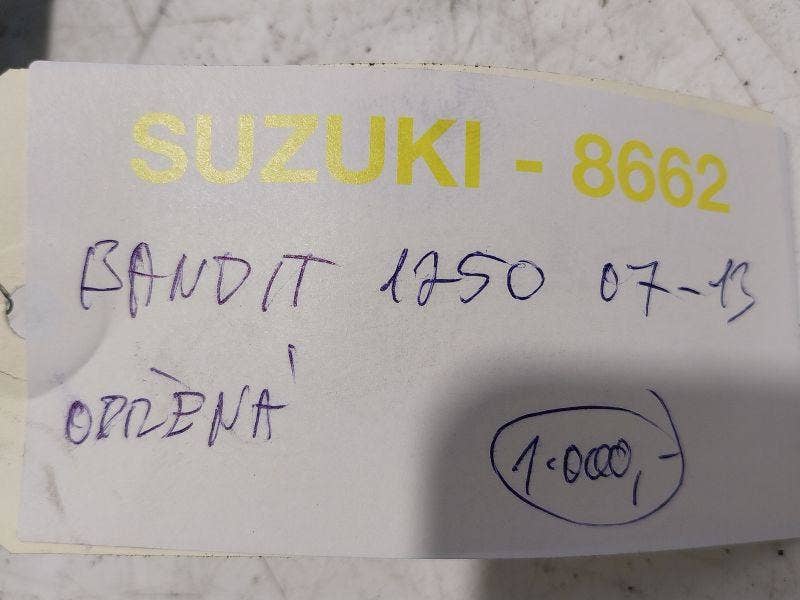 SUZUKI - 8662
BANDIT 1250 07-13
ODŘENÁ
1.000,-